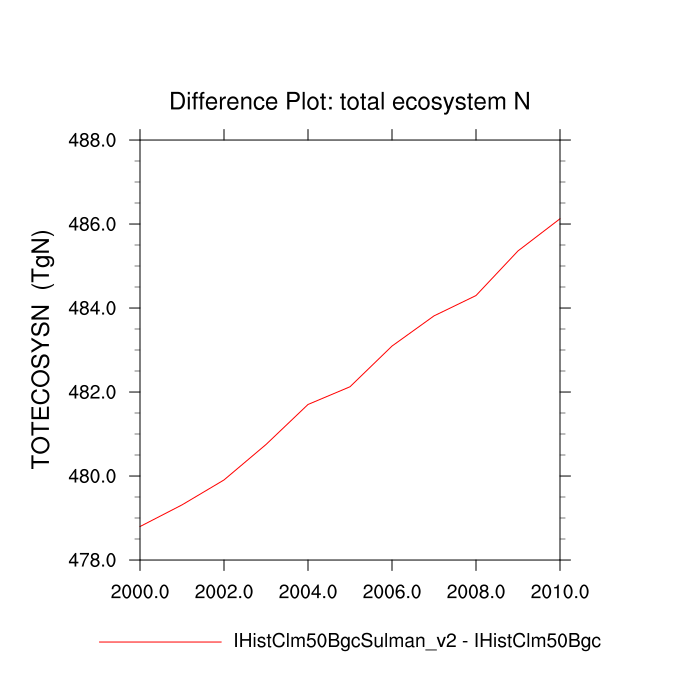 Difference Plot: total ecosystem N
TOTECOSYSN (TgN)
488.0
486.0
484.0
482.0
480.0
478.0
2000.0 2002.0 2004.0 2006.0 2008.0 2010.0
IHistClm50BgcSulman_v2 - IHistClm50Bgc